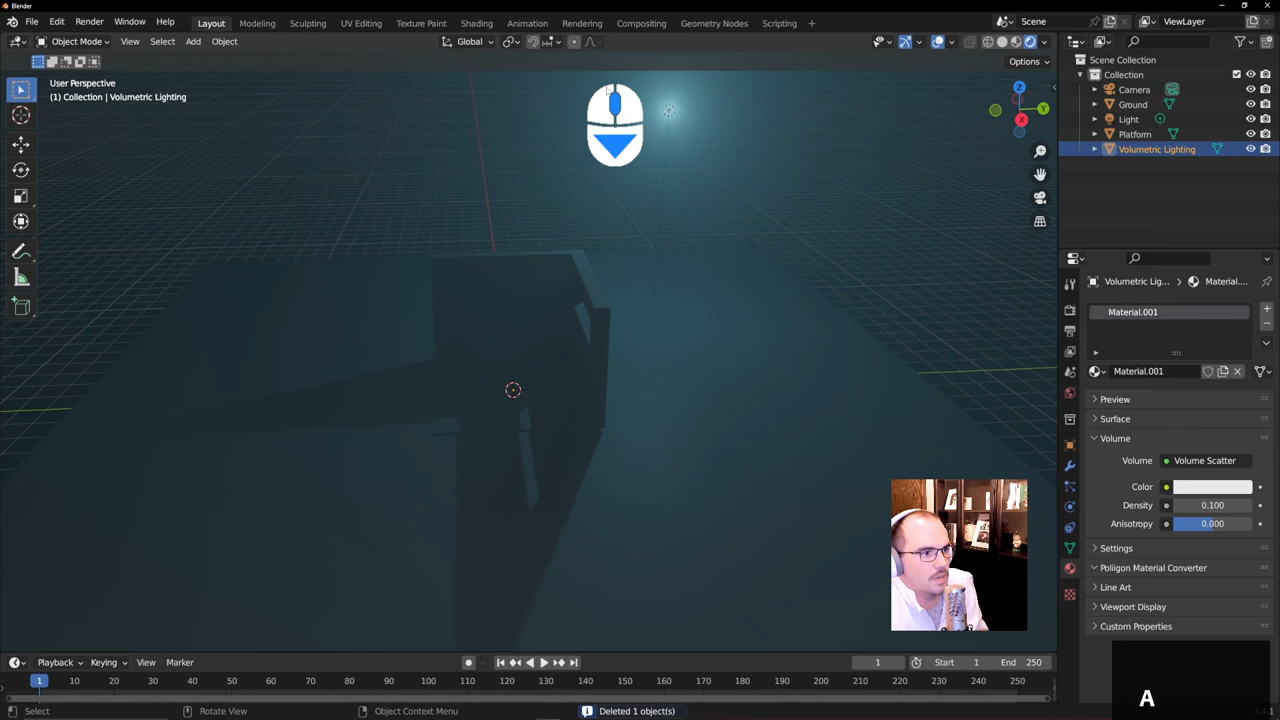 Blender
File Edit Render Window Help
Layout Modeling Sculpting UV Editing Texture Paint Shading Animation Rendering Compositing Geometry Nodes Scripting +
Scene
ViewLayer
Object Mode View Select Add Object
Global
Options
User Perspective
(1) Collection | Volumetric Lighting
Z
Y
X
Scene Collection
Collection
Camera
Ground
Light
Platform
Volumetric Lighting
Volumetric Lig... > Material....
Material.001
Material.001
Preview
Surface
Volume
Volume Volume Scatter
Color
Density 0.100
Anisotropy 0.000
Settings
Poliigon Material Converter
Line Art
Viewport Display
Custom Properties
Playback Keying View Marker
1 Start 1 End 250
1 10 20 30 40 50 60 70 80 90 100 110 120 130 140 150 160 170 180 190 200 210 220 230 240 250
A
Select Rotate View Object Context Menu Deleted 1 object(s)
3.4.1